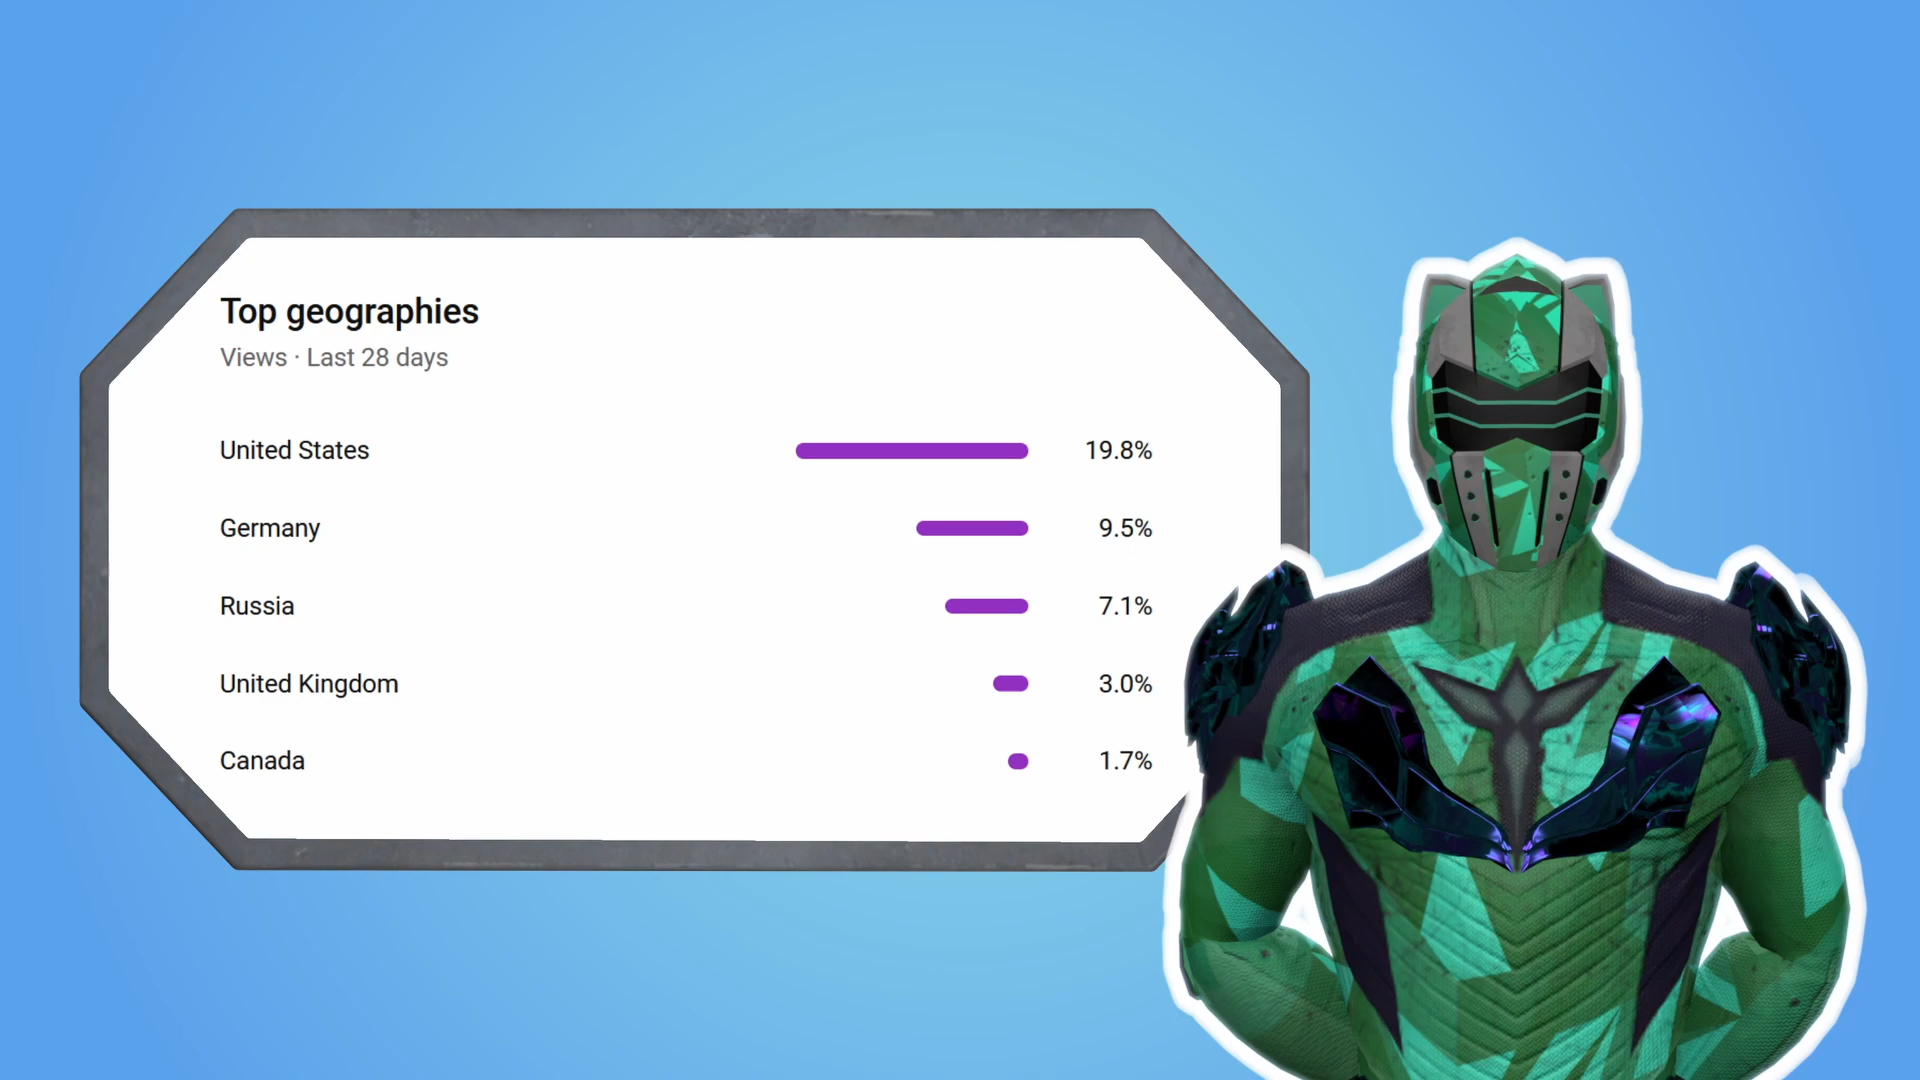 Top geographies
Views · Last 28 days
United States 19.8%
Germany 9.5%
Russia 7.1%
United Kingdom 3.0%
Canada 1.7%